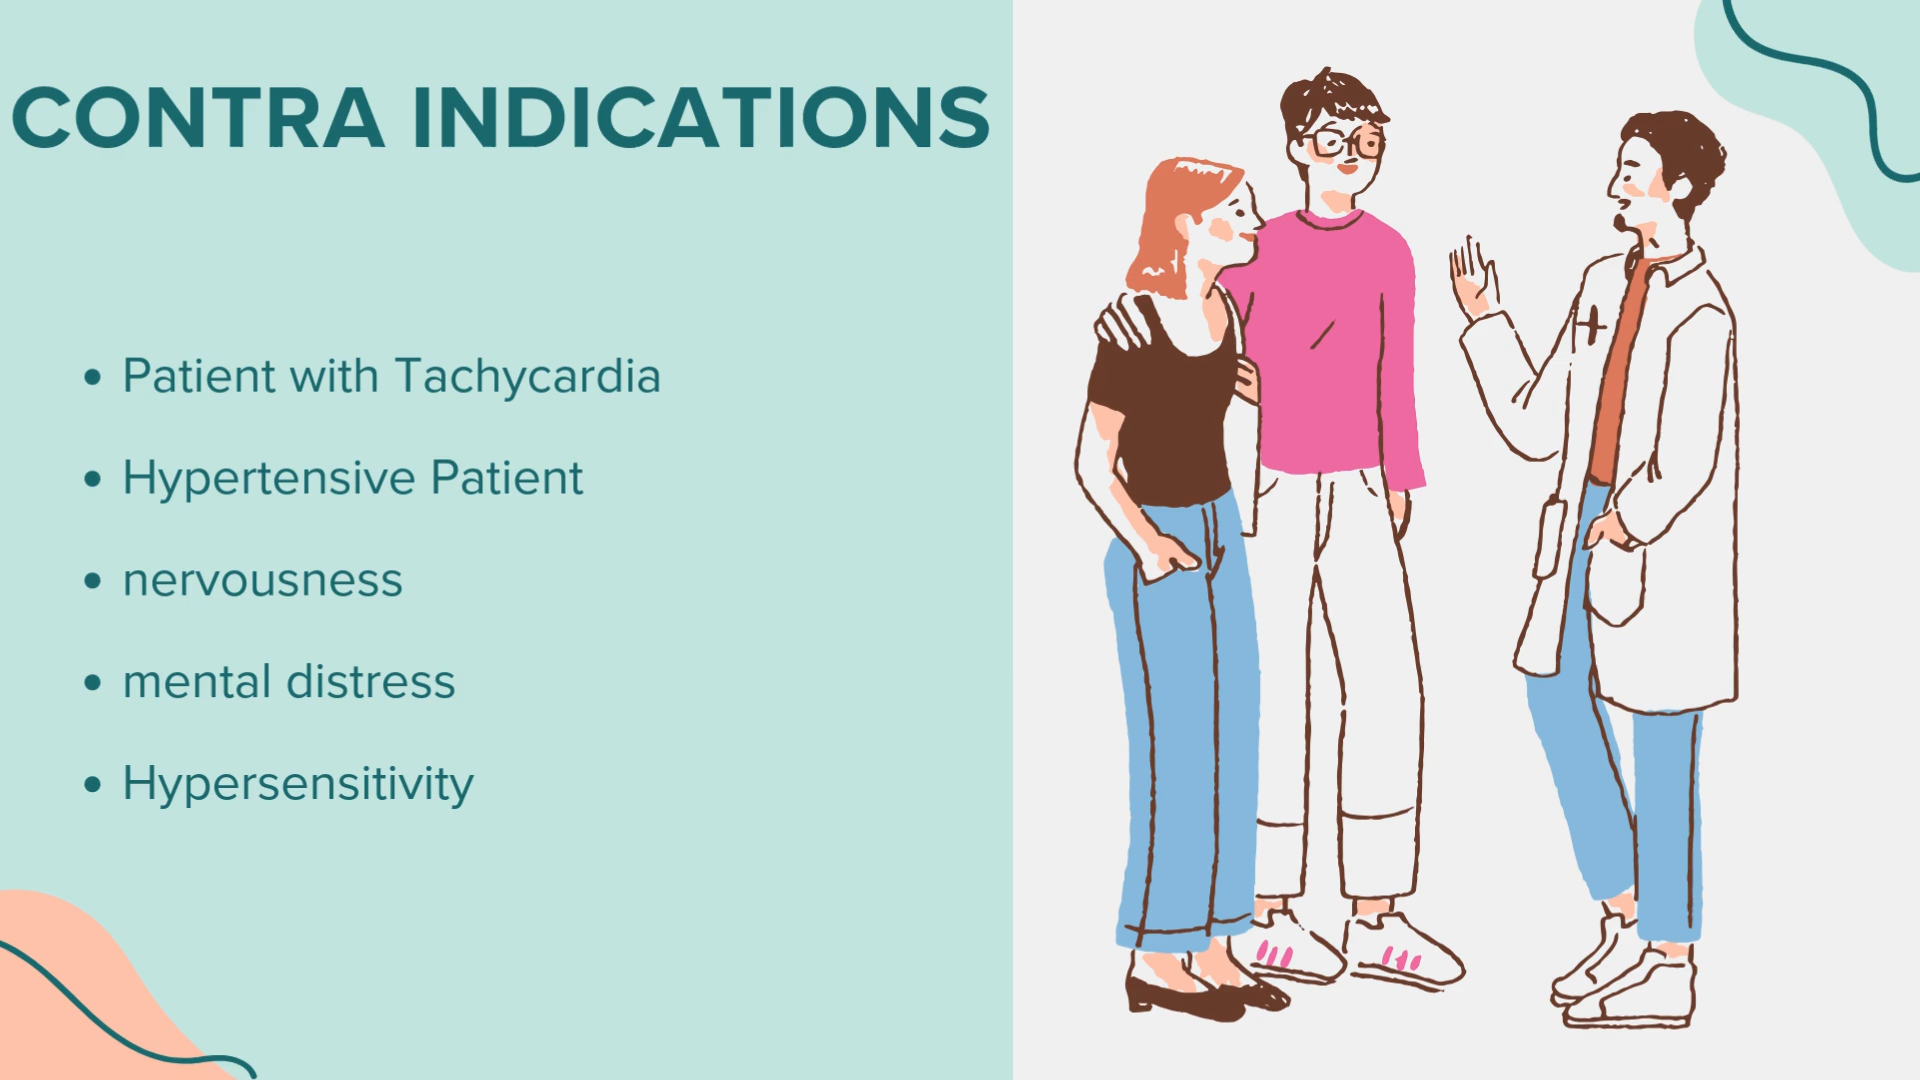 CONTRA INDICATIONS
• Patient with Tachycardia
• Hypertensive Patient
• nervousness
• mental distress
• Hypersensitivity